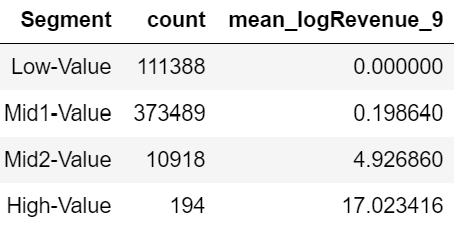 Segment count mean_logRevenue_9
Low-Value 111388 0.000000
Mid1-Value 373489 0.198640
Mid2-Value 10918 4.926860
High-Value 194 17.023416